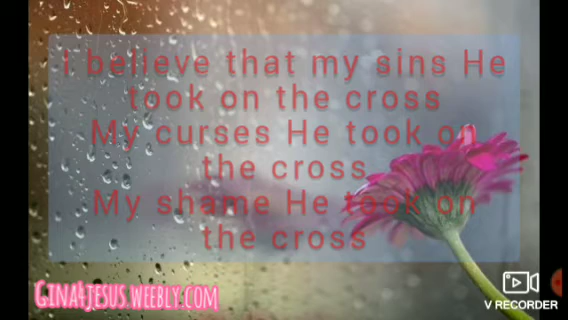 I believe that my sins He
took on the cross
My curses He took on
the cross
My shame He took on
the cross
Gina4jesus.weebly.com
V RECORDER